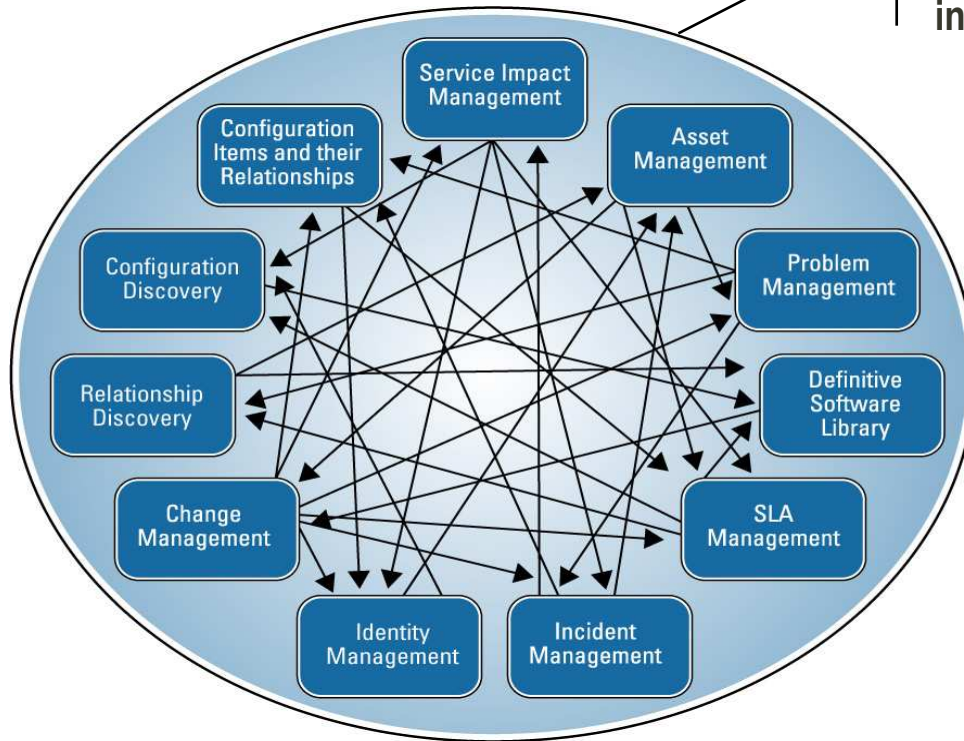 in
Service Impact
Management
Configuration
Items and their
Relationships
Asset
Management
Configuration
Discovery
Problem
Management
Relationship
Discovery
Definitive
Software
Library
Change
Management
SLA
Management
Identity
Management
Incident
Management